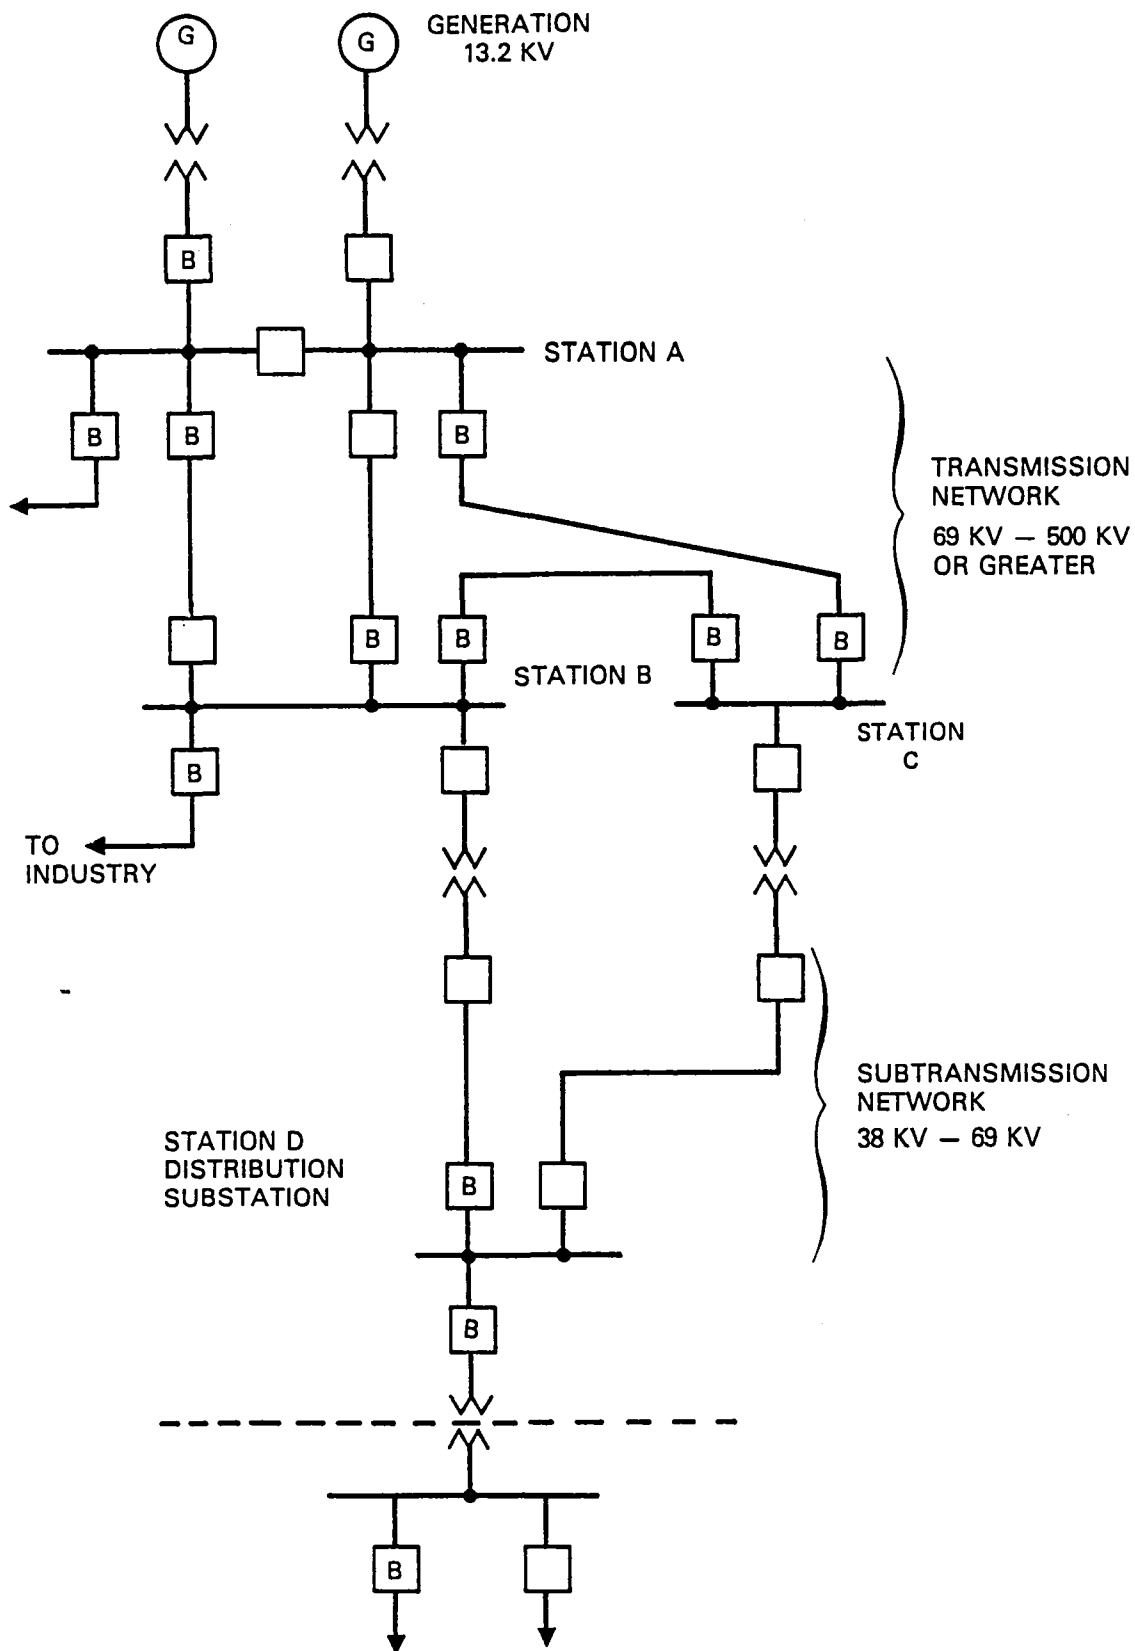 G
G
GENERATION
13.2 KV
B
STATION A
B
B
B
TRANSMISSION
NETWORK
69 KV — 500 KV
OR GREATER
B
B
B
B
STATION B
STATION
C
B
TO
INDUSTRY
SUBTRANSMISSION
NETWORK
38 KV — 69 KV
STATION D
DISTRIBUTION
SUBSTATION
B
B
B